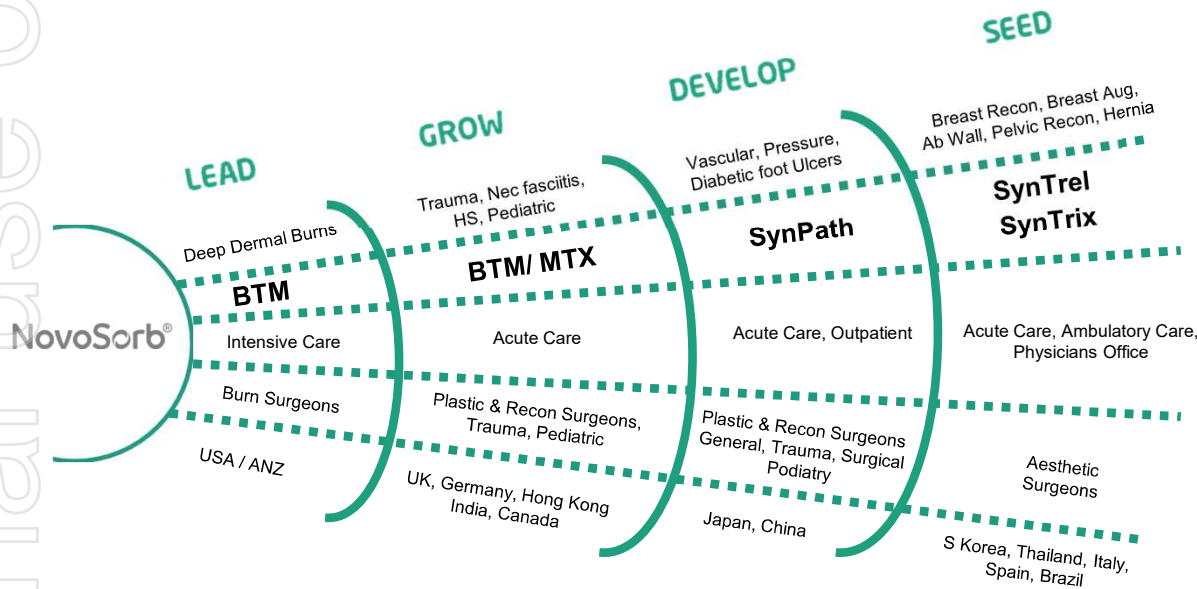 LEAD
Deep Dermal Burns
BTM
Intensive Care
Burn Surgeons
USA / ANZ
GROW
Trauma, Nec fasciitis,
HS, Pediatric
BTM/ MTX
Acute Care
Plastic & Recon Surgeons,
Trauma, Pediatric
UK, Germany, Hong Kong
India, Canada
DEVELOP
Vascular, Pressure,
Diabetic foot Ulcers
SynPath
Acute Care, Outpatient
Plastic & Recon Surgeons
General, Trauma, Surgical
Podiatry
Japan, China
SEED
Breast Recon, Breast Aug,
Ab Wall, Pelvic Recon, Hernia
SynTrel
SynTrix
Acute Care, Ambulatory Care,
Physicians Office
Aesthetic
Surgeons
S Korea, Thailand, Italy,
Spain, Brazil
NovoSorb®